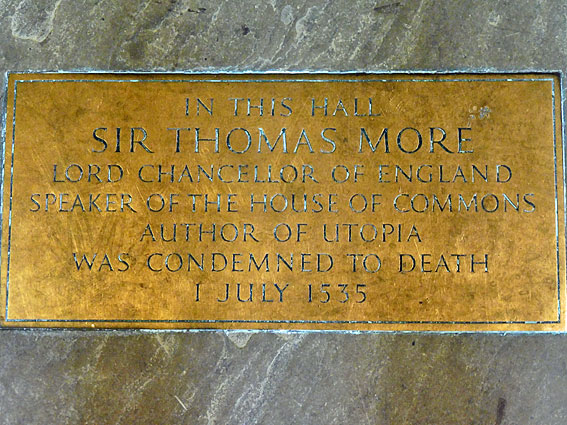 IN THIS HALL
SIR THOMAS MORE
LORD CHANCELLOR OF ENGLAND
SPEAKER OF THE HOUSE OF COMMONS
AUTHOR OF UTOPIA
WAS CONDEMNED TO DEATH
1 JULY 1535